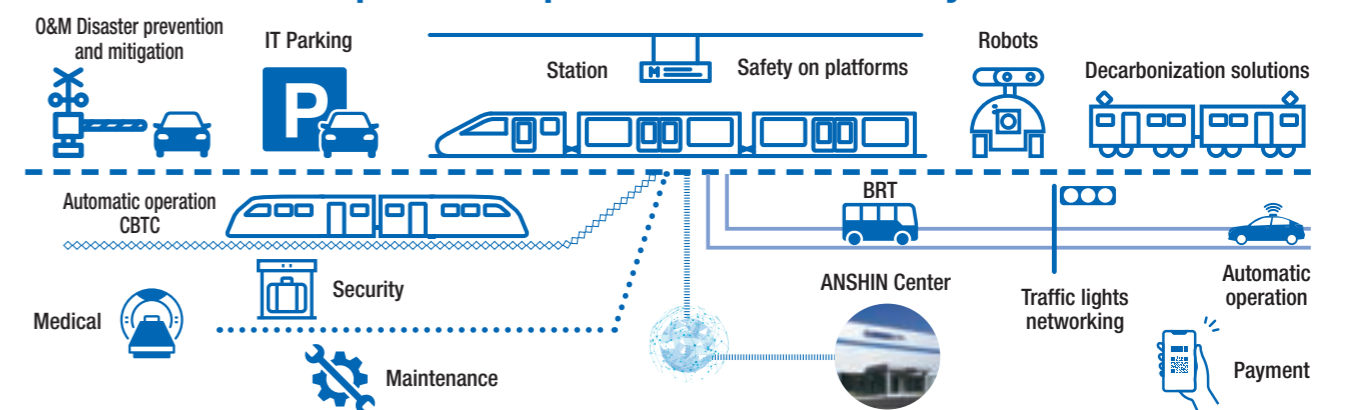 O&M Disaster prevention
and mitigation
IT Parking
P
Station
Safety on platforms
Robots
Decarbonization solutions
Automatic operation
CBTC
BRT
Security
Medical
Maintenance
ANSHIN Center
Traffic lights
networking
Automatic
operation
Payment